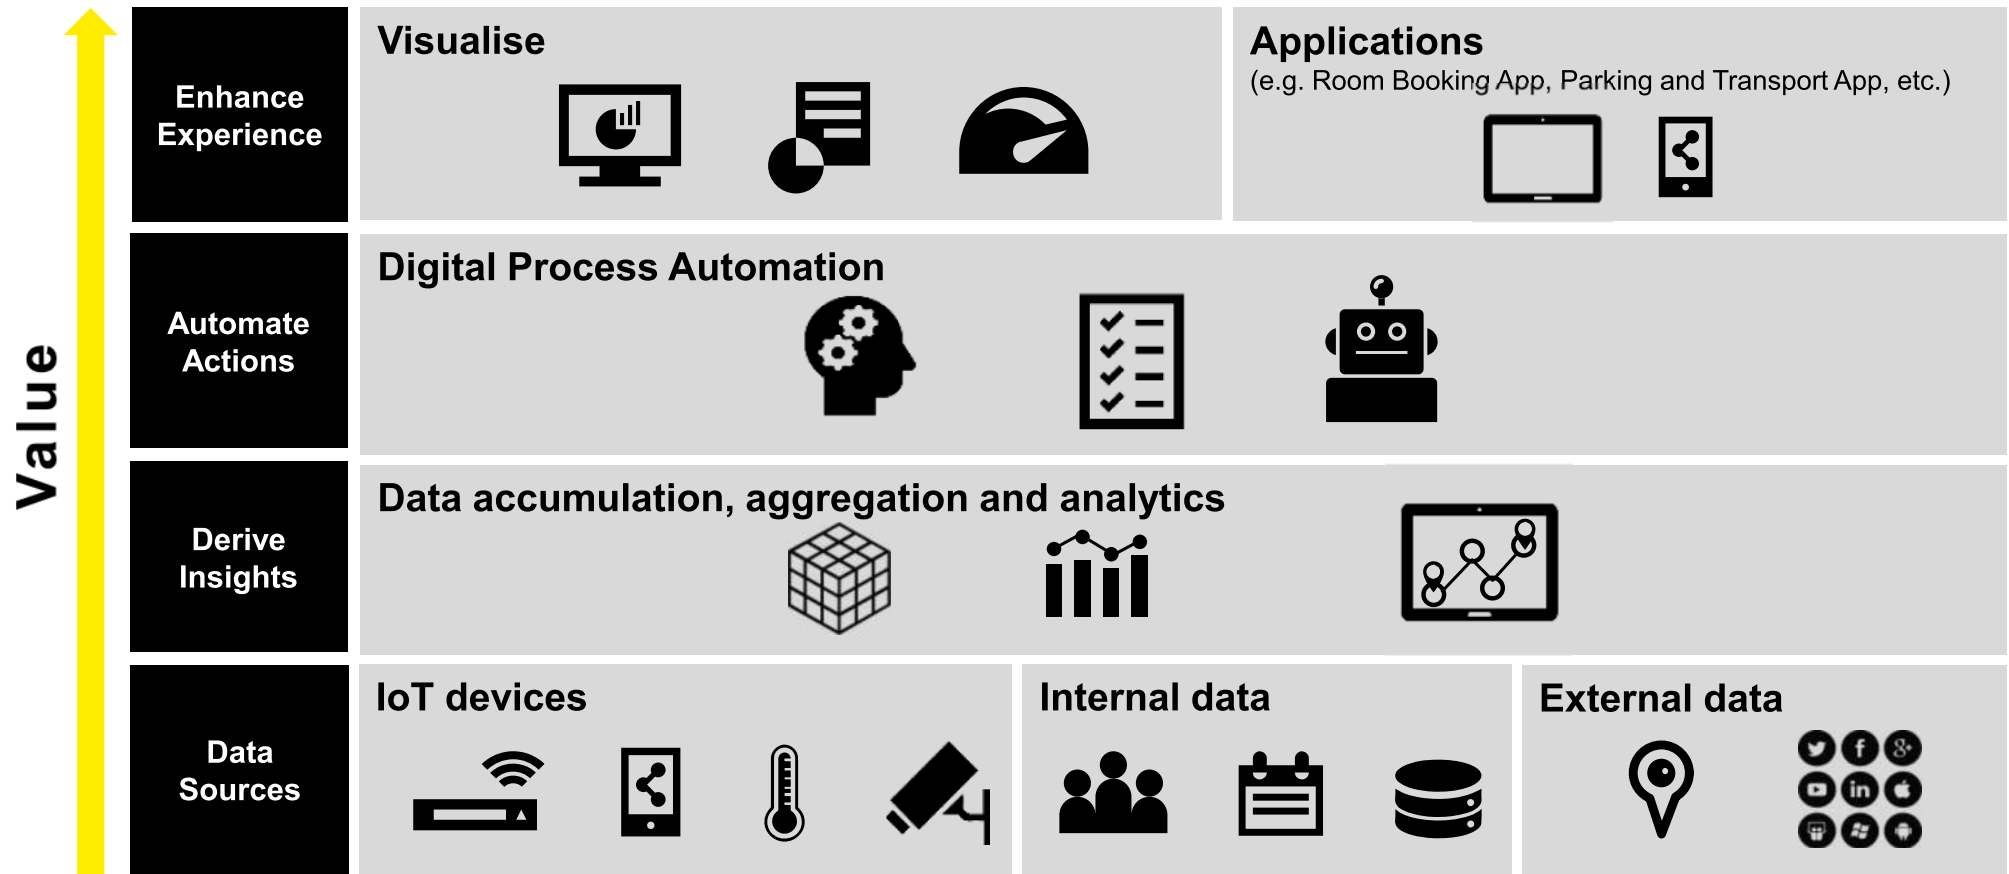 Value
Enhance
Experience
Visualise
Applications
(e.g. Room Booking App, Parking and Transport App, etc.)
Automate
Actions
Digital Process Automation
Derive
Insights
Data accumulation, aggregation and analytics
Data
Sources
IoT devices
Internal data
External data